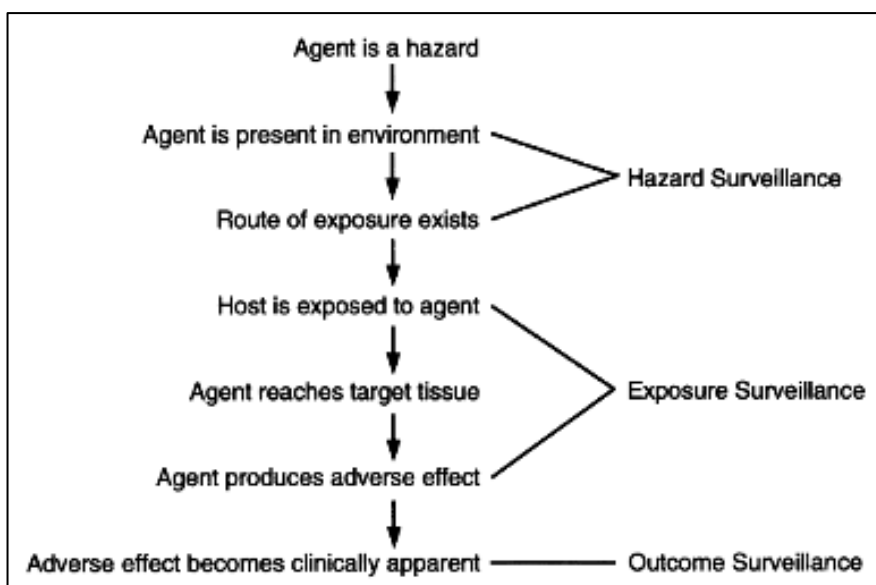 Agent is a hazard
Agent is present in environment
Hazard Surveillance
Route of exposure exists
Host is exposed to agent
Agent reaches target tissue
Exposure Surveillance
Agent produces adverse effect
Adverse effect becomes clinically apparent
Outcome Surveillance